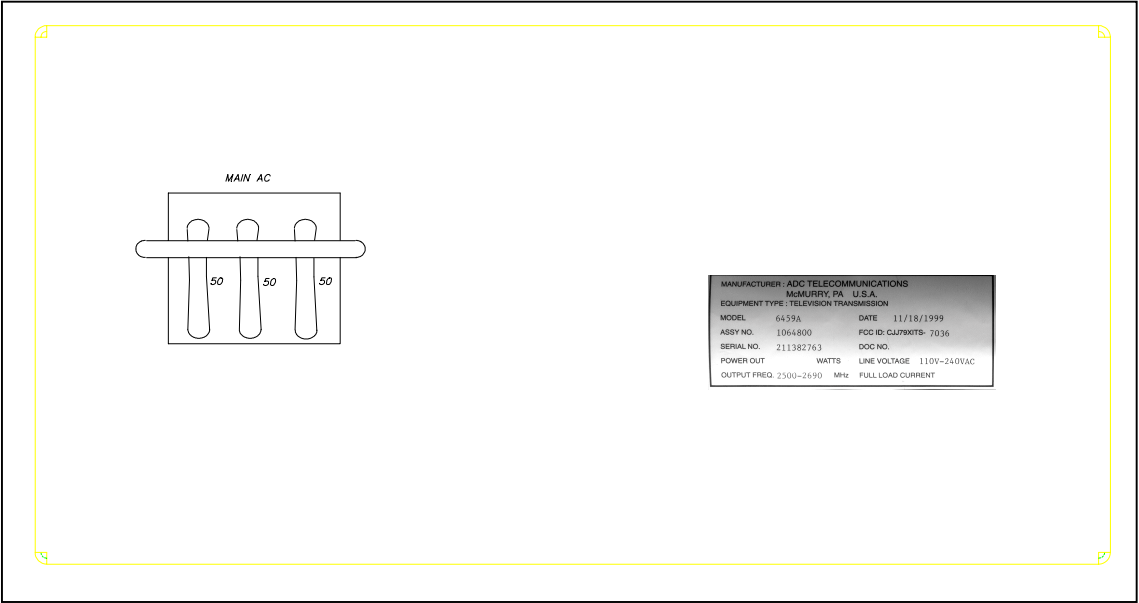 MAIN AC
50 50 50
MANUFACTURER : ADC TELECOMMUNICATIONS
McMURRY, PA U.S.A.
EQUIPMENT TYPE : TELEVISION TRANSMISSION
MODEL 6459A DATE 11/18/1999
ASSY NO. 1064800 FCC ID: CJJ79XITS- 7036
SERIAL NO. 211382763 DOC NO.
POWER OUT WATTS LINE VOLTAGE 110V-240VAC
OUTPUT FREQ. 2500-2690 MHz FULL LOAD CURRENT